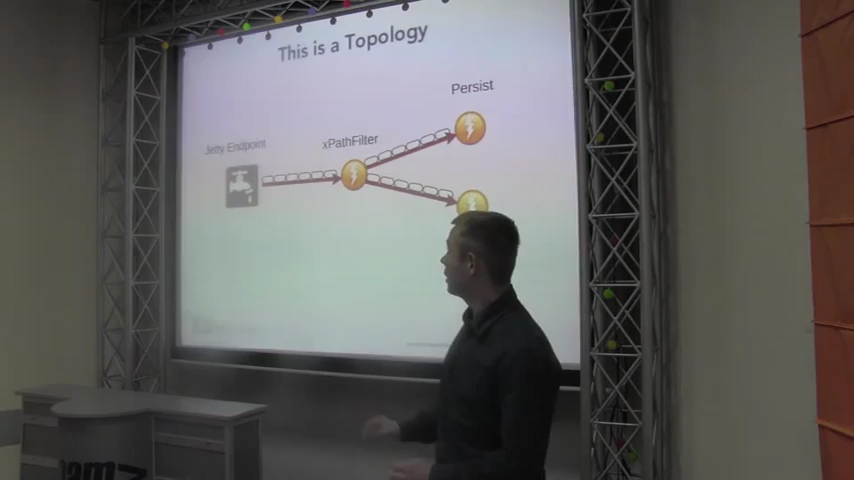 This is a Topology
Persist
Jetty Endpoint
xPathFilter